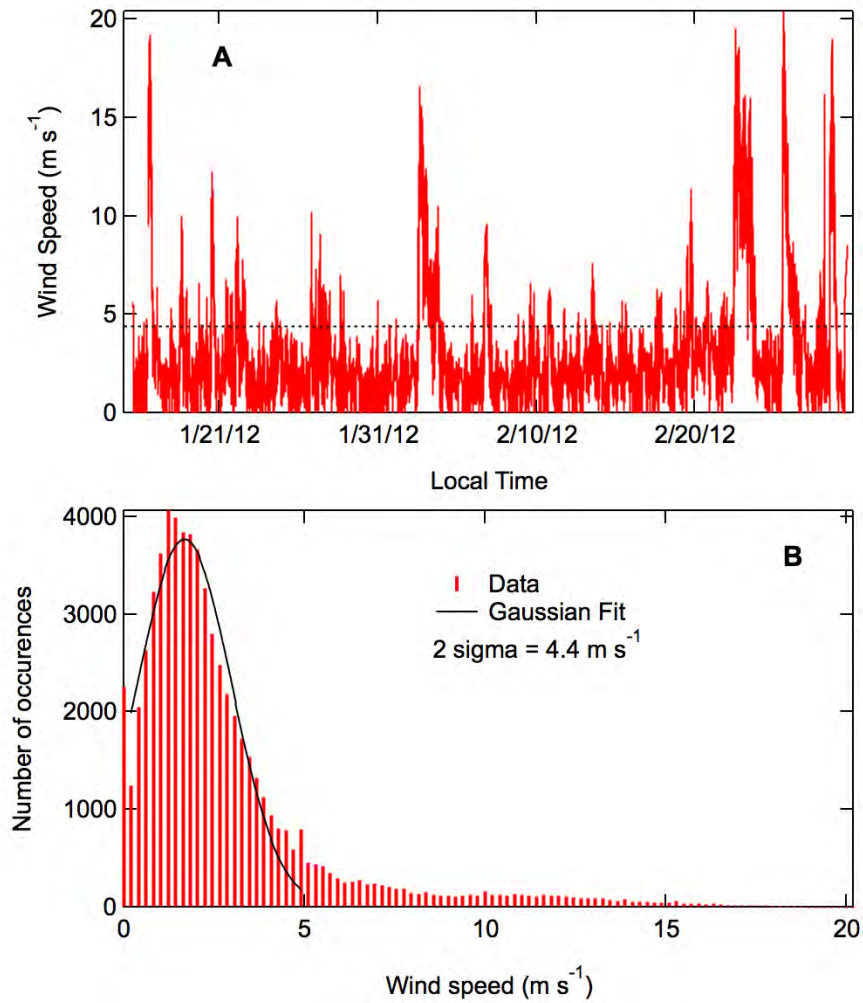 A
Wind Speed (m s⁻¹)
20
15
10
5
0
1/21/12
1/31/12
2/10/12
2/20/12
Local Time
B
Number of occurences
4000
3000
2000
1000
0
Data
Gaussian Fit
2 sigma = 4.4 m s⁻¹
0
5
10
15
20
Wind speed (m s⁻¹)